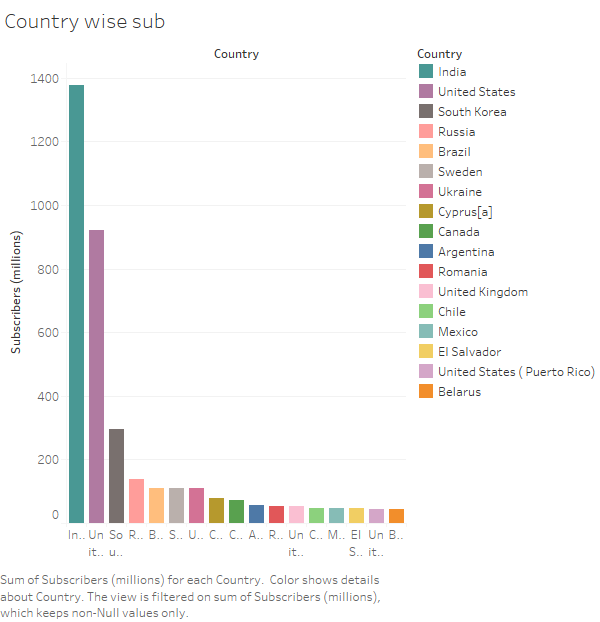 Country wise sub
Country
Country
India
United States
South Korea
Russia
Brazil
Sweden
Ukraine
Cyprus[a]
Canada
Argentina
Romania
United Kingdom
Chile
Mexico
El Salvador
United States ( Puerto Rico)
Belarus
Subscribers (millions)
1400
1200
1000
800
600
400
200
0
In.. Un So R.. B.. S.. U.. C.. C.. A.. R.. Un C.. M.. El Un B..
it.. u.. it.. S.. it..
Sum of Subscribers (millions) for each Country. Color shows details
about Country. The view is filtered on sum of Subscribers (millions),
which keeps non-Null values only.